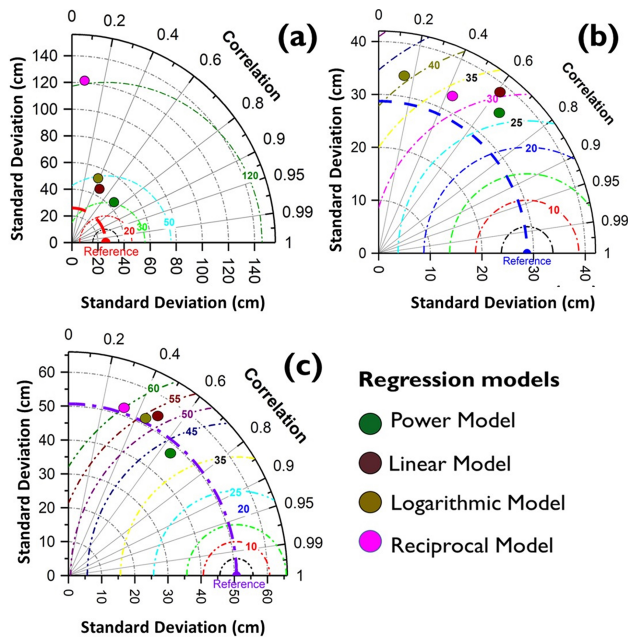 (a)
0
0.2
0.4
0.6
0.8
0.9
0.95
0.99
1
Correlation
Standard Deviation (cm)
140
120
100
80
60
40
20
0
120
50
30
20
Reference
0 20 40 60 80 100 120 140
Standard Deviation (cm)
(b)
0
0.2
0.4
0.6
0.8
0.9
0.95
0.99
1
Correlation
Standard Deviation (cm)
40
30
20
10
0
40
35
30
25
20
10
Reference
0 10 20 30 40
Standard Deviation (cm)
(c)
0
0.2
0.4
0.6
0.8
0.9
0.95
0.99
1
Correlation
Standard Deviation (cm)
60
50
40
30
20
10
0
60
55
50
45
35
25
20
10
Reference
0 10 20 30 40 50 60
Standard Deviation (cm)
Regression models
Power Model
Linear Model
Logarithmic Model
Reciprocal Model